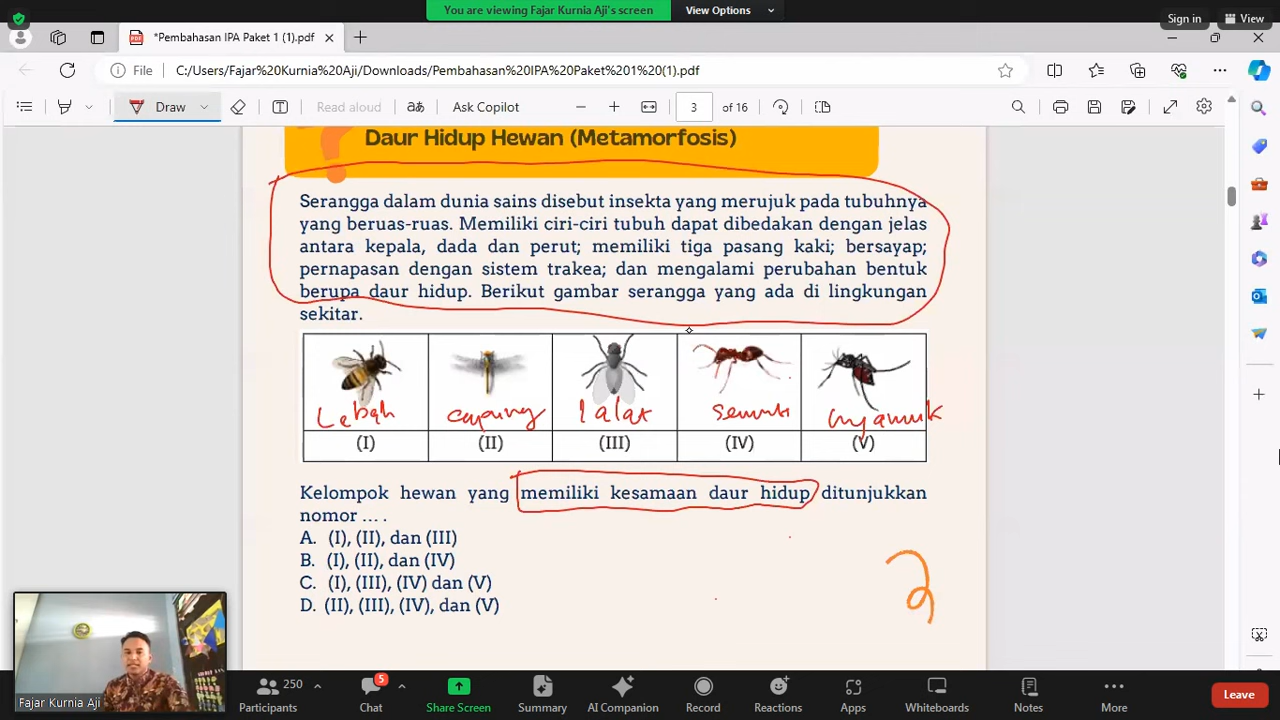 You are viewing Fajar Kurnia Aji's screen
View Options
Sign in
View
*Pembahasan IPA Paket 1 (1).pdf
File
C:/Users/Fajar%20Kurnia%20Aji/Downloads/Pembahasan%20IPA%20Paket%201%20(1).pdf
Draw
Read aloud
aあ
Ask Copilot
3
of 16
Daur Hidup Hewan (Metamorfosis)
Serangga dalam dunia sains disebut insekta yang merujuk pada tubuhnya
yang beruas-ruas. Memiliki ciri-ciri tubuh dapat dibedakan dengan jelas
antara kepala, dada dan perut; memiliki tiga pasang kaki; bersayap;
pernapasan dengan sistem trakea; dan mengalami perubahan bentuk
berupa daur hidup. Berikut gambar serangga yang ada di lingkungan
sekitar.
Lebah
capung
lalat
semut
nyamuk
(I)
(II)
(III)
(IV)
(V)
Kelompok hewan yang memiliki kesamaan daur hidup ditunjukkan
nomor ... .
A. (I), (II), dan (III)
B. (I), (II), dan (IV)
C. (I), (III), (IV) dan (V)
D. (II), (III), (IV), dan (V)
2
Fajar Kurnia Aji
250
Participants
5
Chat
Share Screen
Summary
AI Companion
Record
Reactions
Apps
Whiteboards
Notes
More
Leave